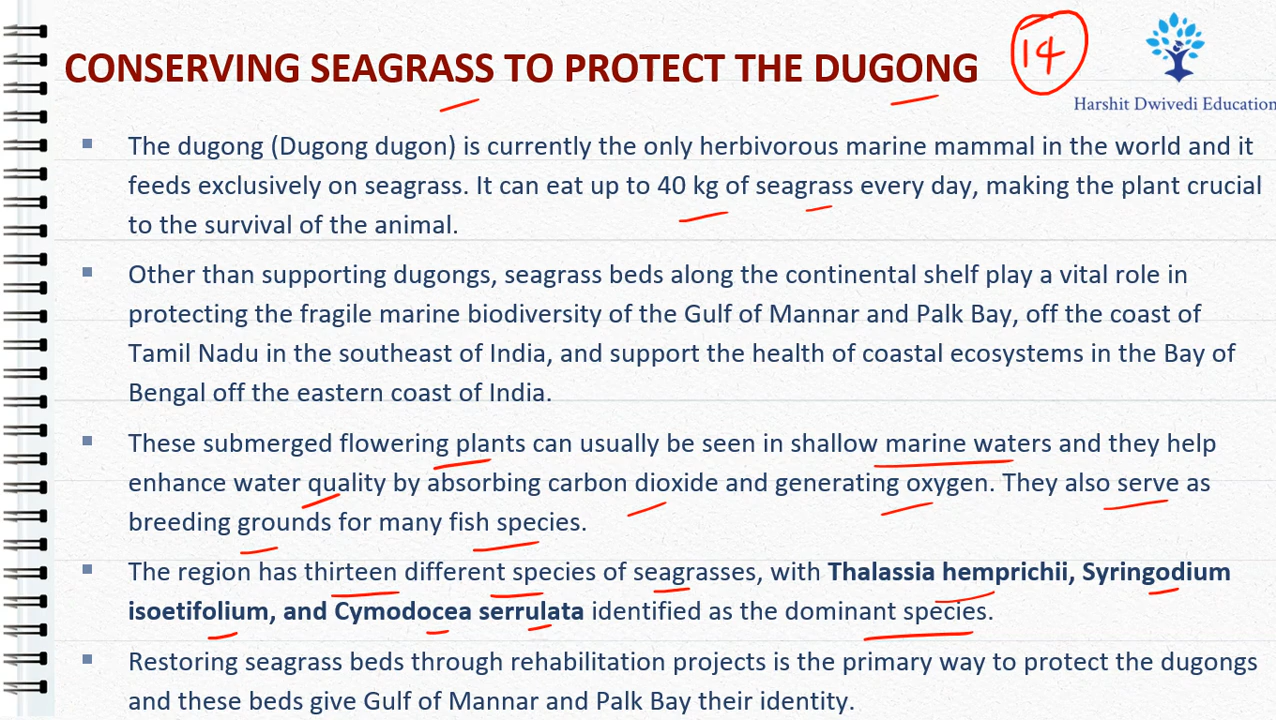 CONSERVING SEAGRASS TO PROTECT THE DUGONG
14
Harshit Dwivedi Education
▪ The dugong (Dugong dugon) is currently the only herbivorous marine mammal in the world and it
feeds exclusively on seagrass. It can eat up to 40 kg of seagrass every day, making the plant crucial
to the survival of the animal.
▪ Other than supporting dugongs, seagrass beds along the continental shelf play a vital role in
protecting the fragile marine biodiversity of the Gulf of Mannar and Palk Bay, off the coast of
Tamil Nadu in the southeast of India, and support the health of coastal ecosystems in the Bay of
Bengal off the eastern coast of India.
▪ These submerged flowering plants can usually be seen in shallow marine waters and they help
enhance water quality by absorbing carbon dioxide and generating oxygen. They also serve as
breeding grounds for many fish species.
▪ The region has thirteen different species of seagrasses, with Thalassia hemprichii, Syringodium
isoetifolium, and Cymodocea serrulata identified as the dominant species.
▪ Restoring seagrass beds through rehabilitation projects is the primary way to protect the dugongs
and these beds give Gulf of Mannar and Palk Bay their identity.